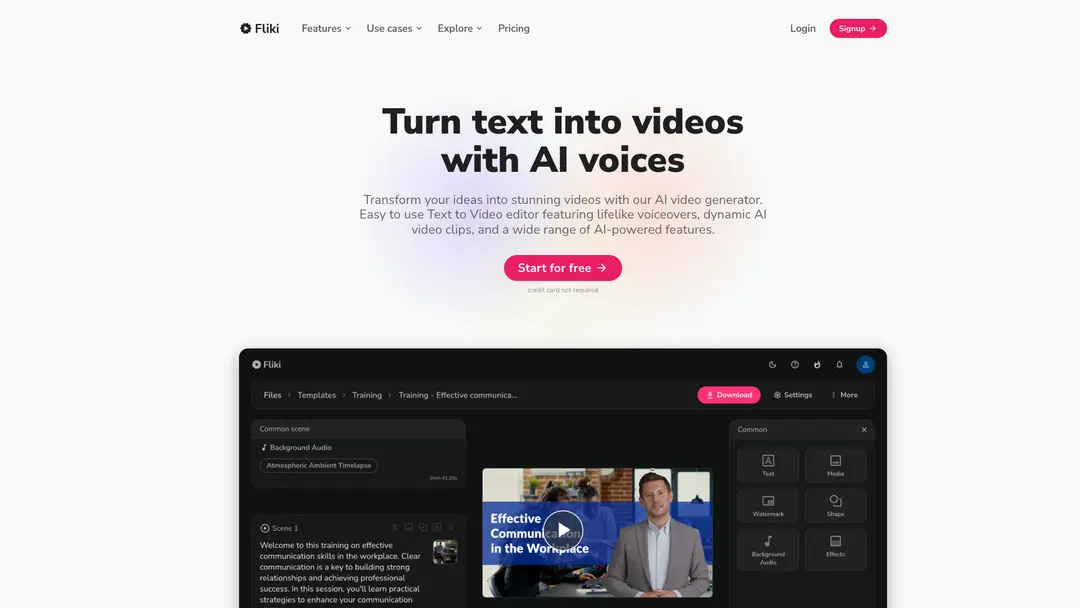 Fliki
Features
Use cases
Explore
Pricing
Login
Signup →
Turn text into videos
with AI voices
Transform your ideas into stunning videos with our AI video generator.
Easy to use Text to Video editor featuring lifelike voiceovers, dynamic AI
video clips, and a wide range of AI-powered features.
Start for free →
credit card not required
Fliki
Files > Templates > Training > Training - Effective communica...
Download
Settings
More
Common scene
Background Audio
Atmospheric Ambient Timelapse
2min 41.25s
Scene 1
Welcome to this training on effective
communication skills in the workplace. Clear
communication is a key to building strong
relationships and achieving professional
success. In this session, you'll learn practical
strategies to enhance your communication
Effective
Communication
in the Workplace
Common
Text
Media
Watermark
Shape
Background
Audio
Effects